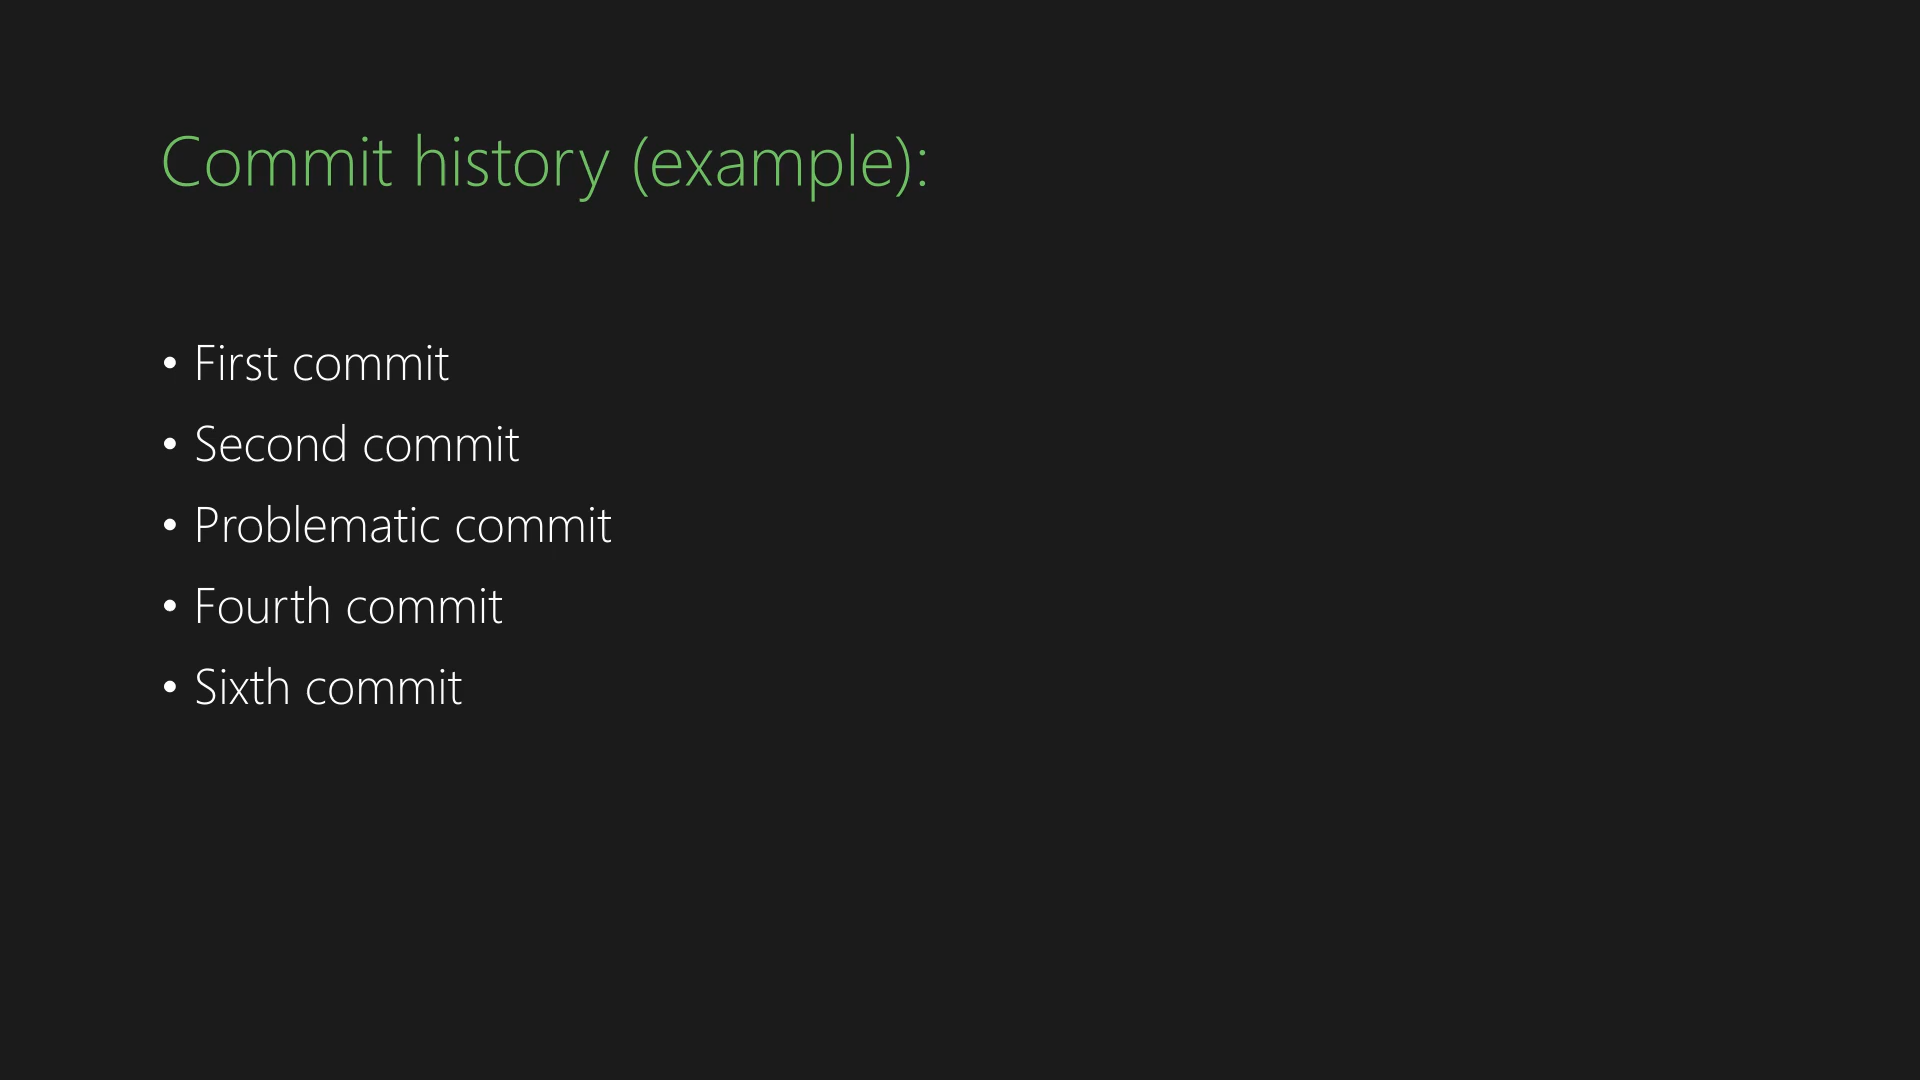 Commit history (example):
• First commit
• Second commit
• Problematic commit
• Fourth commit
• Sixth commit